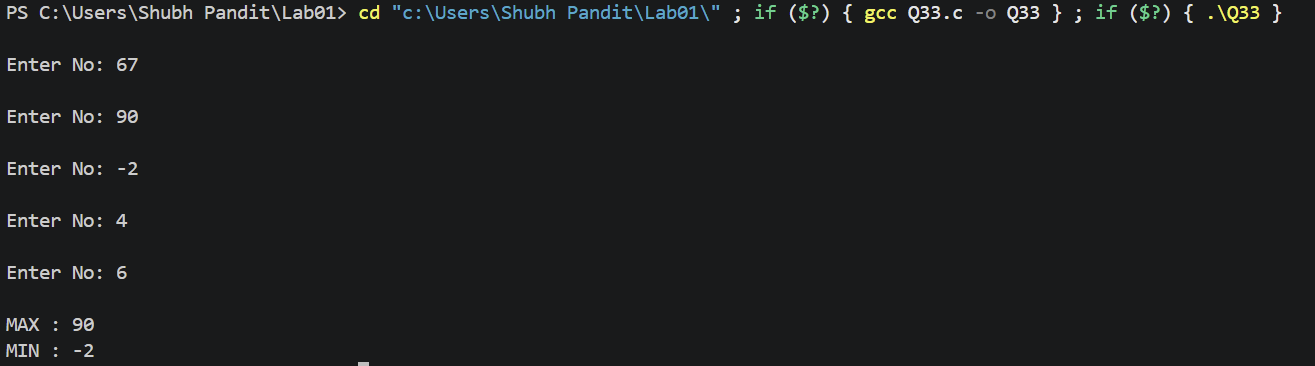 PS C:\Users\Shubh Pandit\Lab01> cd "c:\Users\Shubh Pandit\Lab01\" ; if ($?) { gcc Q33.c -o Q33 } ; if ($?) { .\Q33 }
Enter No: 67
Enter No: 90
Enter No: -2
Enter No: 4
Enter No: 6
MAX : 90
MIN : -2